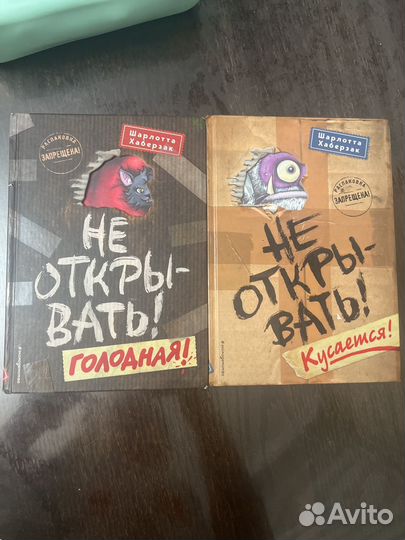 Шарлотта
Хаберзак
РАСПАКОВКА
ЗАПРЕЩЕНА!
НЕ
ОТКРЫ-
ВАТЬ!
ГОЛОДНАЯ!
Шарлотта
Хаберзак
РАСПАКОВКА
ЗАПРЕЩЕНА!
НЕ
ОТКРЫ-
ВАТЬ!
Кусается!
Avito